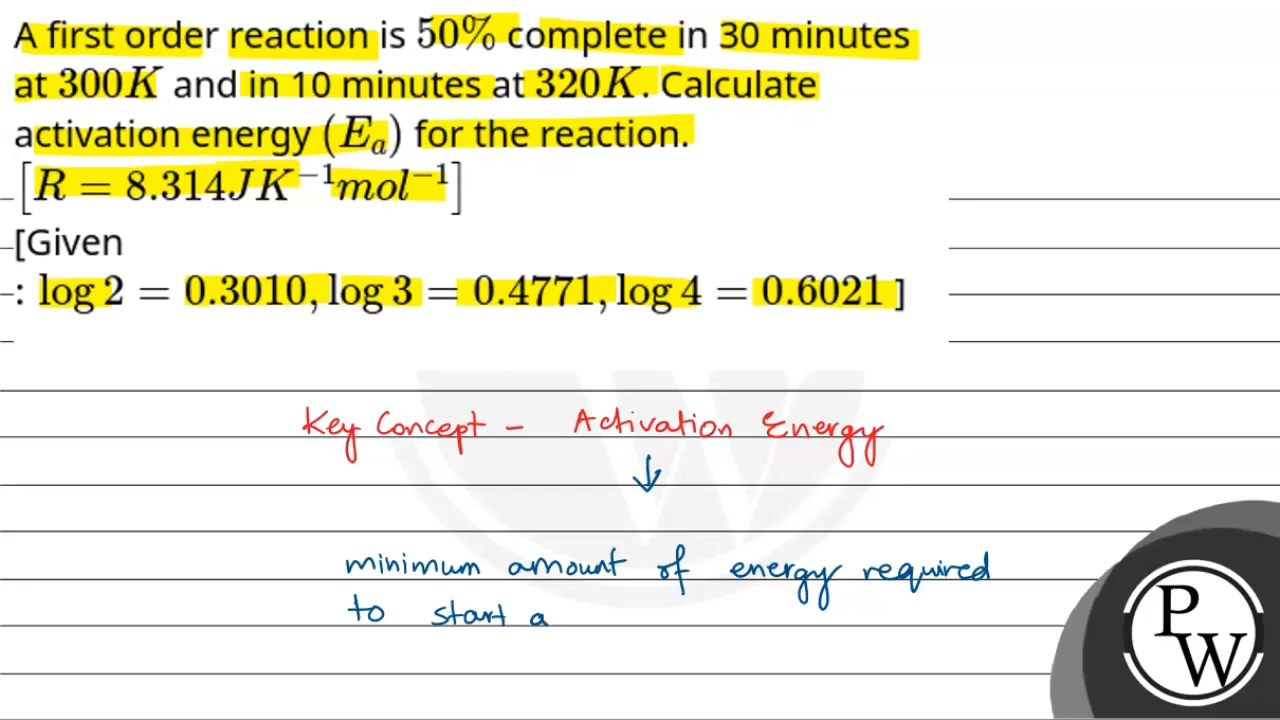 A first order reaction is 50% complete in 30 minutes
at 300K and in 10 minutes at 320K. Calculate
activation energy (Eₐ) for the reaction.
[R = 8.314JK⁻¹mol⁻¹]
[Given
: log 2 = 0.3010, log 3 = 0.4771, log 4 = 0.6021 ]
Key Concept - Activation Energy
↓
minimum amount of energy required
to start a
PW